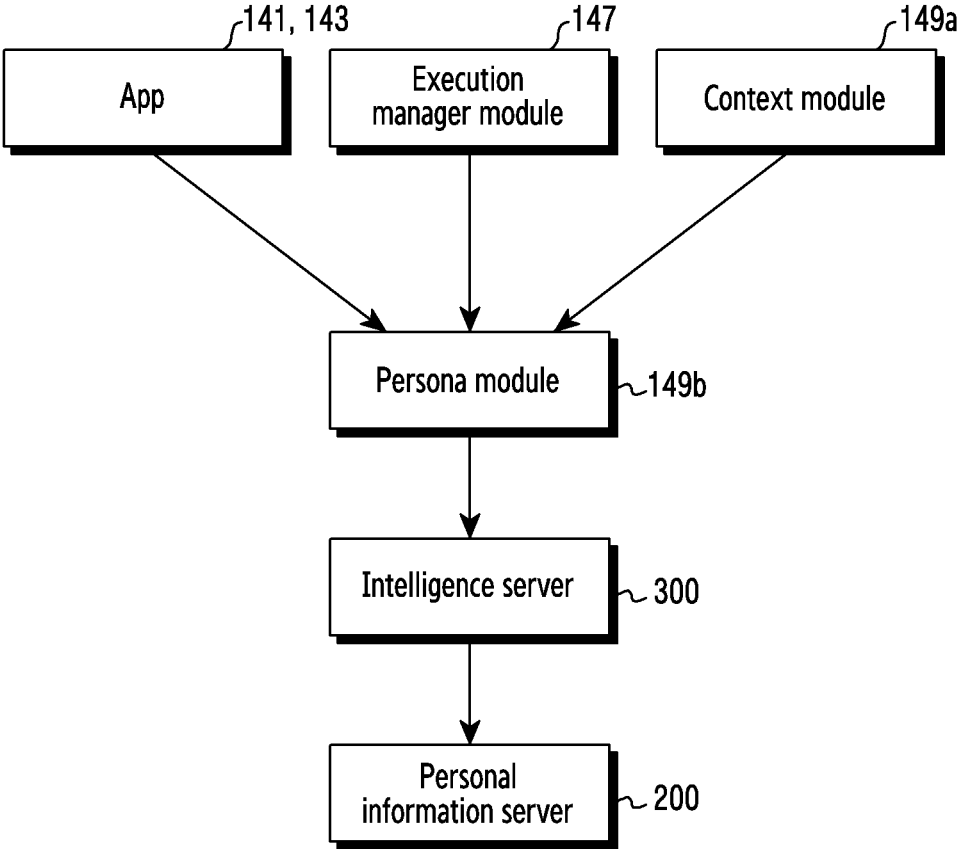 141, 143
147
149a
App
Execution
manager module
Context module
Persona module
149b
Intelligence server
300
Personal
information server
200